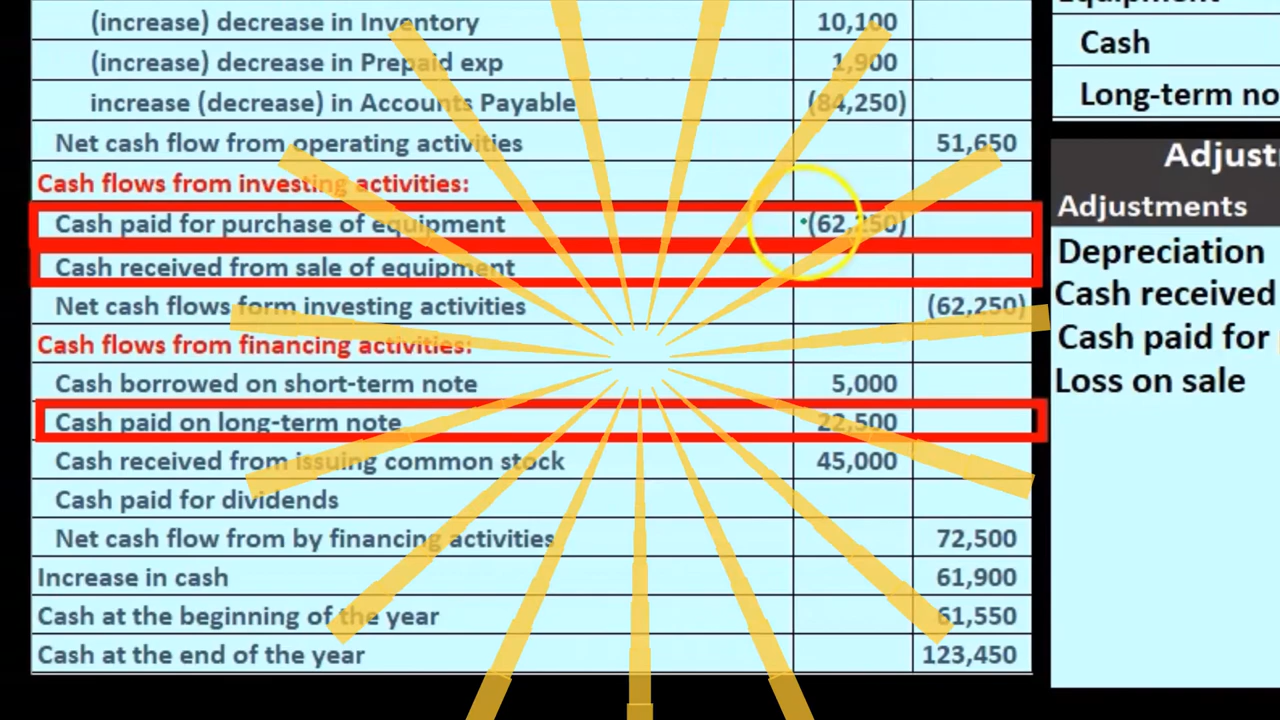 (increase) decrease in Inventory 10,100
(increase) decrease in Prepaid exp 1,900
increase (decrease) in Accounts Payable (84,250)
Net cash flow from operating activities 51,650
Cash flows from investing activities:
Cash paid for purchase of equipment (62,250)
Cash received from sale of equipment
Net cash flows form investing activities (62,250)
Cash flows from financing activities:
Cash borrowed on short-term note 5,000
Cash paid on long-term note 22,500
Cash received from issuing common stock 45,000
Cash paid for dividends
Net cash flow from by financing activities 72,500
Increase in cash 61,900
Cash at the beginning of the year 61,550
Cash at the end of the year 123,450
Cash
Long-term no
Adjust
Adjustments
Depreciation
Cash received
Cash paid for
Loss on sale